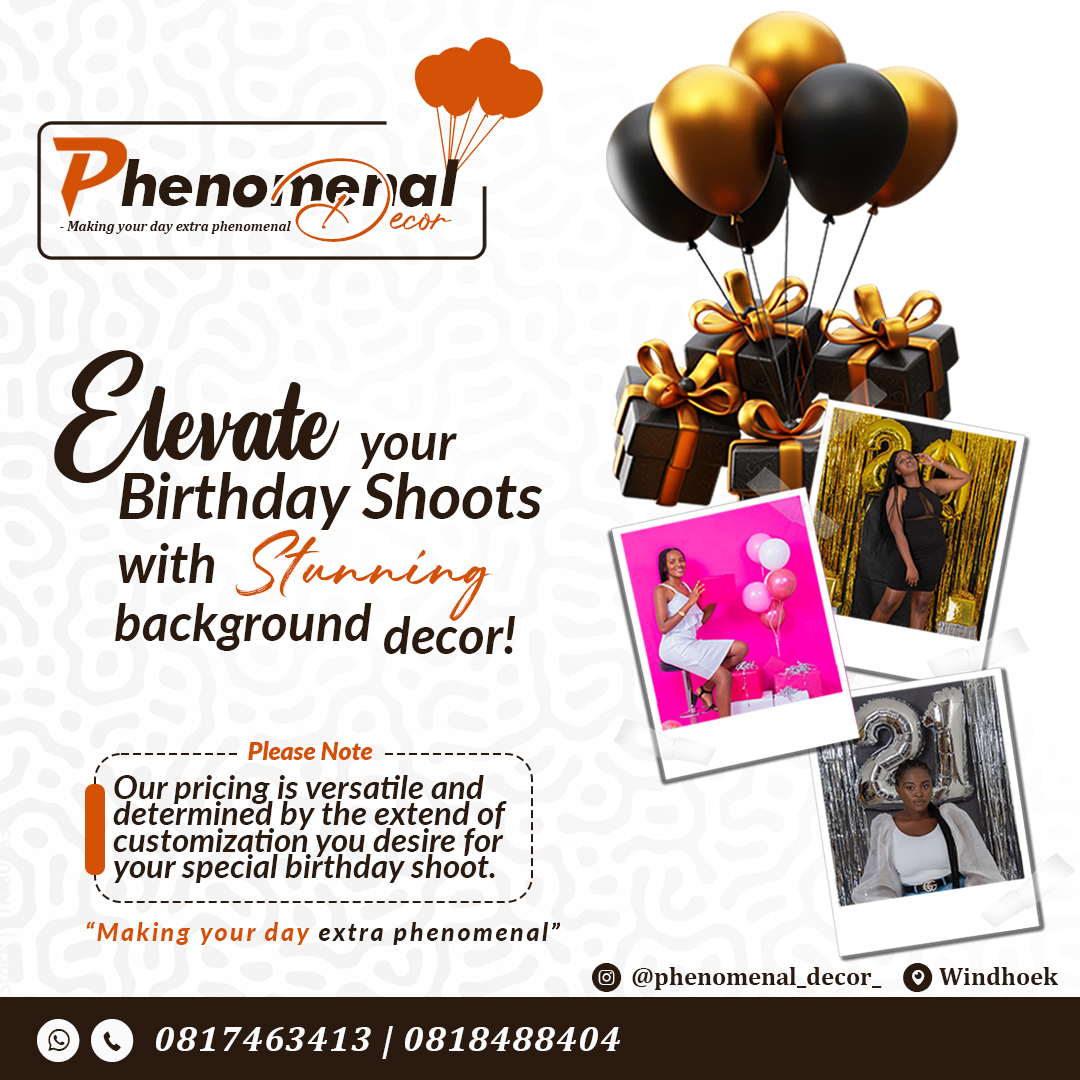 Phenomenal
- Making your day extra phenomenal
Decor
Elevate your
Birthday Shoots
with Stunning
background decor!
20
21
Please Note
Our pricing is versatile and
determined by the extend of
customization you desire for
your special birthday shoot.
“Making your day extra phenomenal”
@phenomenal_decor_ Windhoek
0817463413 | 0818488404